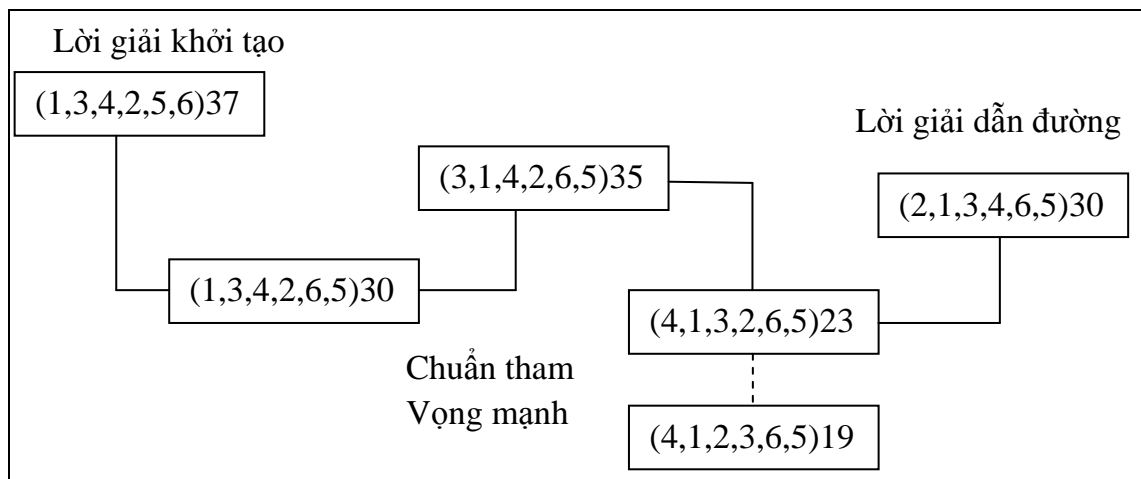 Lời giải khởi tạo
(1,3,4,2,5,6)37
Lời giải dẫn đường
(3,1,4,2,6,5)35
(2,1,3,4,6,5)30
(1,3,4,2,6,5)30
(4,1,3,2,6,5)23
Chuẩn tham
Vọng mạnh
(4,1,2,3,6,5)19